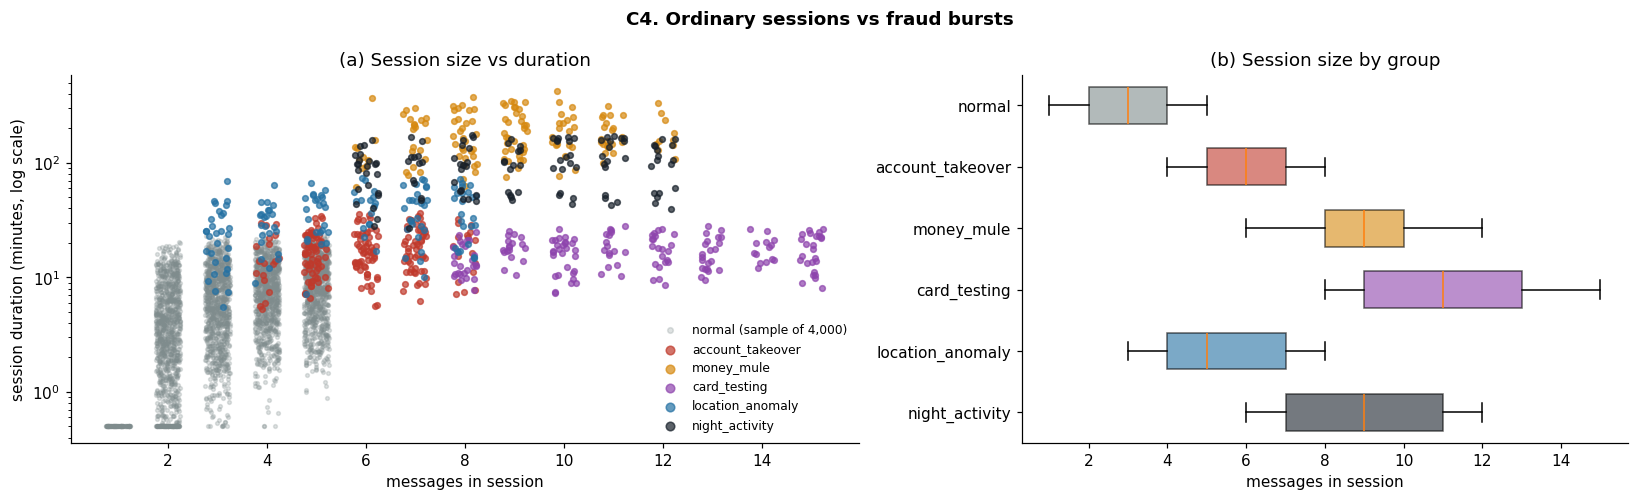 C4. Ordinary sessions vs fraud bursts
(a) Session size vs duration
session duration (minutes, log scale)
10²
10¹
10⁰
2 4 6 8 10 12 14
messages in session
normal (sample of 4,000)
account_takeover
money_mule
card_testing
location_anomaly
night_activity
(b) Session size by group
normal
account_takeover
money_mule
card_testing
location_anomaly
night_activity
2 4 6 8 10 12 14
messages in session